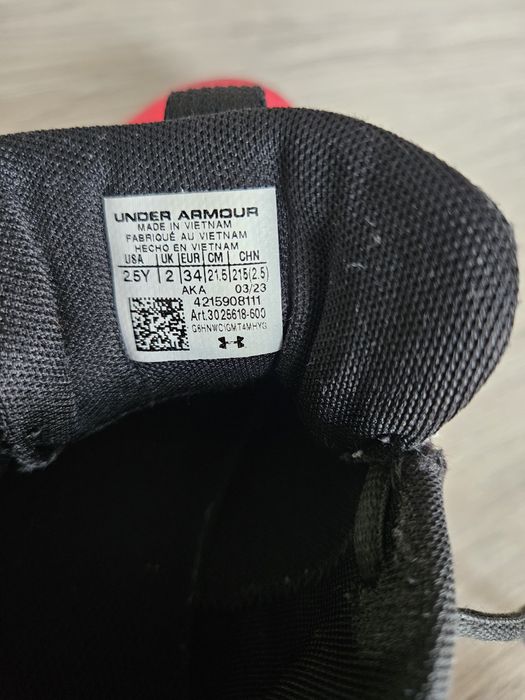 UNDER ARMOUR
MADE IN VIETNAM
FABRIQUÉ AU VIETNAM
HECHO EN VIETNAM
USA UK EUR CM CHN
2.5Y 2 34 21.5 215(2.5)
AKA 03/23
4215908111
Art.3025618-600